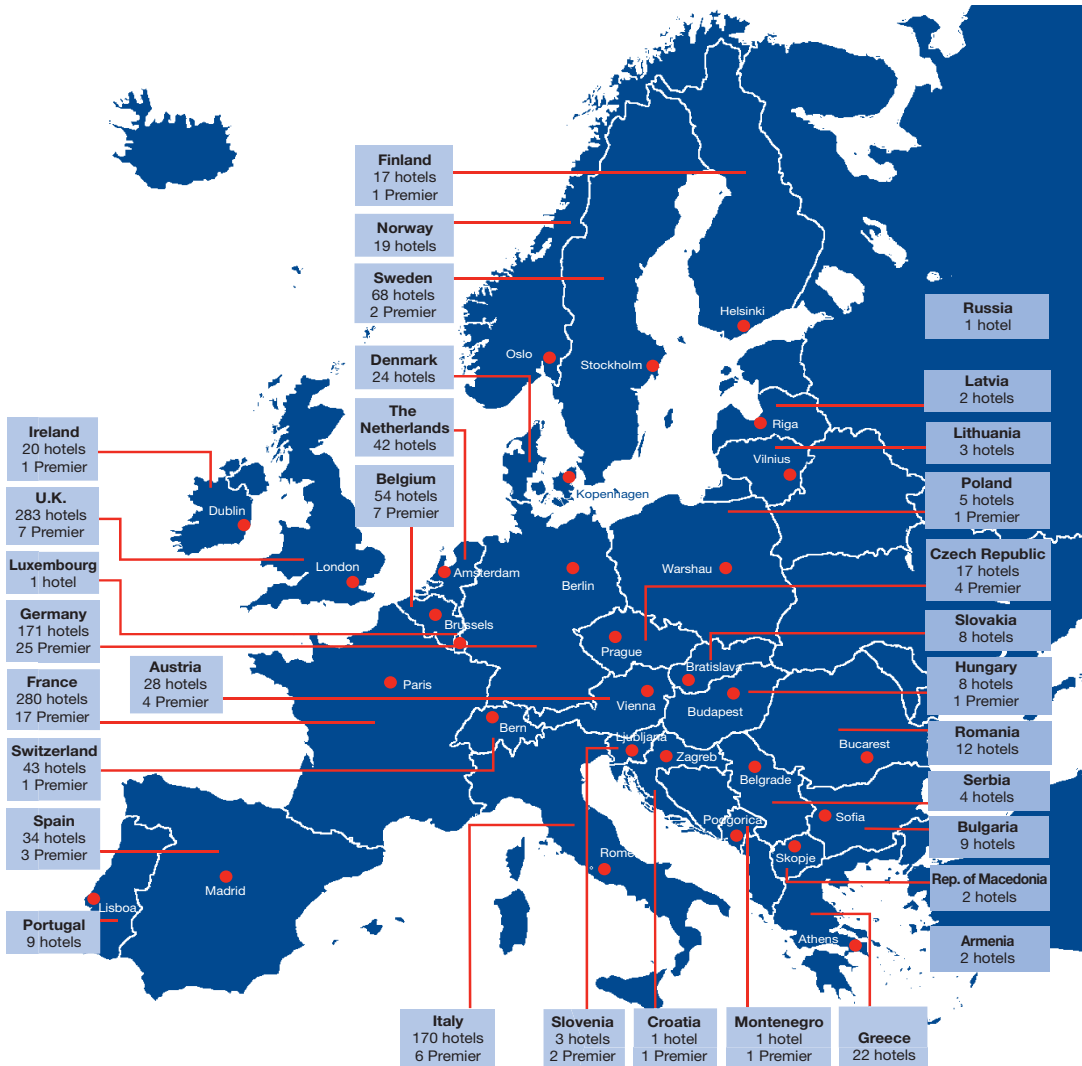 Finland
17 hotels
1 Premier
Norway
19 hotels
Sweden
68 hotels
2 Premier
Denmark
24 hotels
The
Netherlands
42 hotels
Belgium
54 hotels
7 Premier
Ireland
20 hotels
1 Premier
U.K.
283 hotels
7 Premier
Luxembourg
1 hotel
Germany
171 hotels
25 Premier
Austria
28 hotels
4 Premier
France
280 hotels
17 Premier
Switzerland
43 hotels
1 Premier
Spain
34 hotels
3 Premier
Portugal
9 hotels
Russia
1 hotel
Latvia
2 hotels
Lithuania
3 hotels
Poland
5 hotels
1 Premier
Czech Republic
17 hotels
4 Premier
Slovakia
8 hotels
Hungary
8 hotels
1 Premier
Romania
12 hotels
Serbia
4 hotels
Bulgaria
9 hotels
Rep. of Macedonia
2 hotels
Armenia
2 hotels
Italy
170 hotels
6 Premier
Slovenia
3 hotels
2 Premier
Croatia
1 hotel
1 Premier
Montenegro
1 hotel
1 Premier
Greece
22 hotels
Helsinki
Oslo
Stockholm
Riga
Vilnius
Kopenhagen
Dublin
London
Amsterdam
Berlin
Warshau
Brussels
Prague
Bratislava
Paris
Vienna
Budapest
Bern
Ljubljana
Zagreb
Bucarest
Belgrade
Podgorica
Sofia
Skopje
Rome
Madrid
Lisboa
Athens